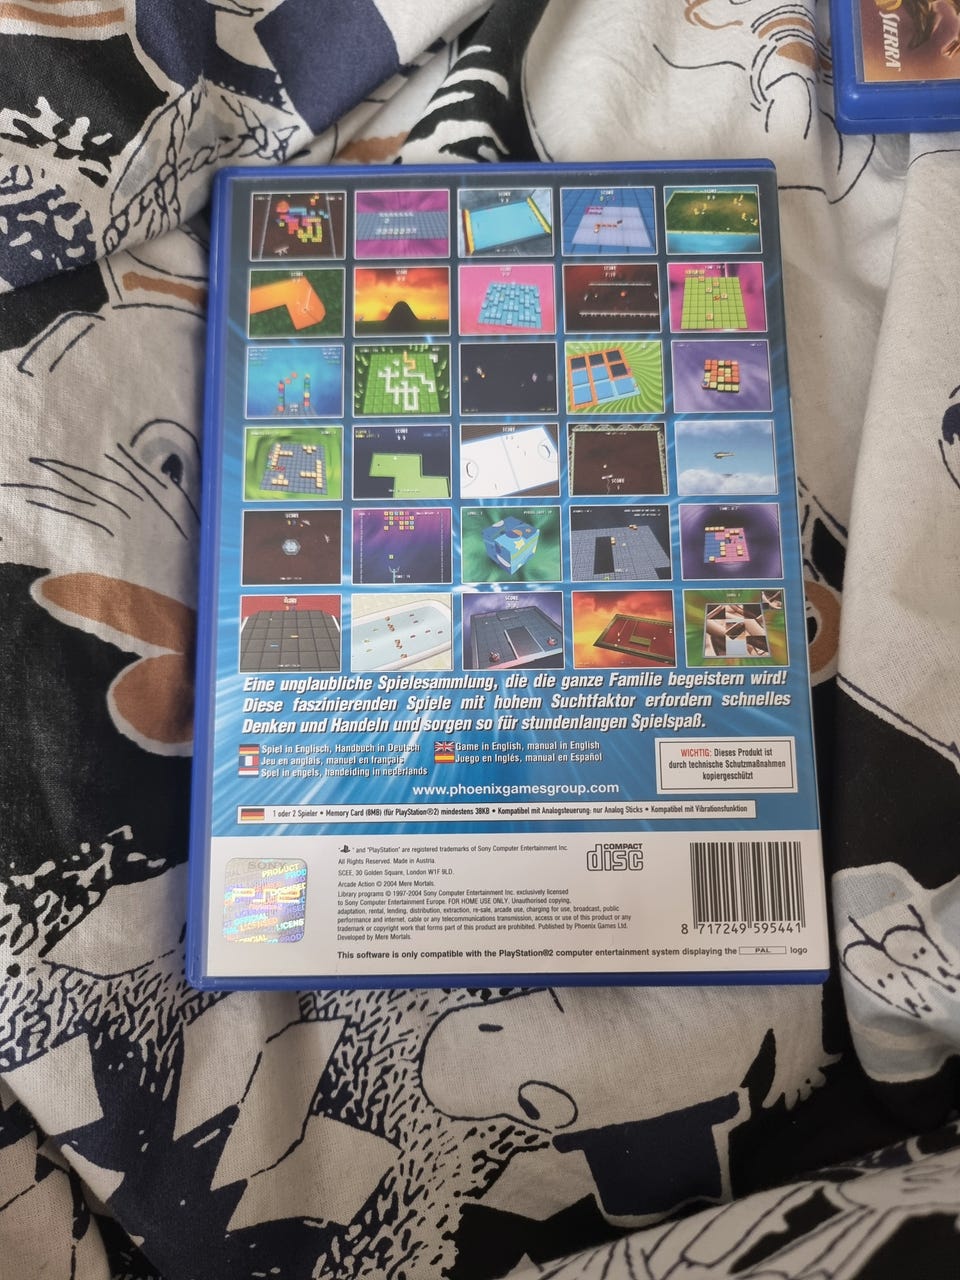 SIERRA
Eine unglaubliche Spielesammlung, die die ganze Familie begeistern wird!
Diese faszinierenden Spiele mit hohem Suchtfaktor erfordern schnelles
Denken und Handeln und sorgen so für stundenlangen Spielspaß.
Spiel in Englisch, Handbuch in Deutsch
Game in English, manual in English
Jeu en anglais, manuel en français
Juego en Inglés, manual en Español
Spel in engels, handeiding in nederlands
WICHTIG: Dieses Produkt ist
durch technische Schutzmaßnahmen
kopiergeschützt
www.phoenixgamesgroup.com
1 oder 2 Spieler • Memory Card (8MB) (für PlayStation®2) mindestens 38KB • Kompatibel mit Analogsteuerung: nur Analog Sticks • Kompatibel mit Vibrationsfunktion
" " and "PlayStation" are registered trademarks of Sony Computer Entertainment Inc.
All Rights Reserved. Made in Austria
SCEE, 30 Golden Square, London W1F 9LD.
Arcade Action © 2004 Mere Mortals.
Library programs © 1997-2004 Sony Computer Entertainment Inc. exclusively licensed
to Sony Computer Entertainment Europe. FOR HOME USE ONLY. Unauthorised copying,
adaptation, rental, lending, distribution, extraction, re-sale, arcade use, charging for use, broadcast, public
performance and internet, cable or any telecommunications transmission, access or use of this product or any
trademark or copyright work that forms part of this product are prohibited. Published by Phoenix Games Ltd.
Developed by Mere Mortals.
COMPACT
disc
SONY
PRODUCT
8 717249 595441
This software is only compatible with the PlayStation®2 computer entertainment system displaying the PAL logo